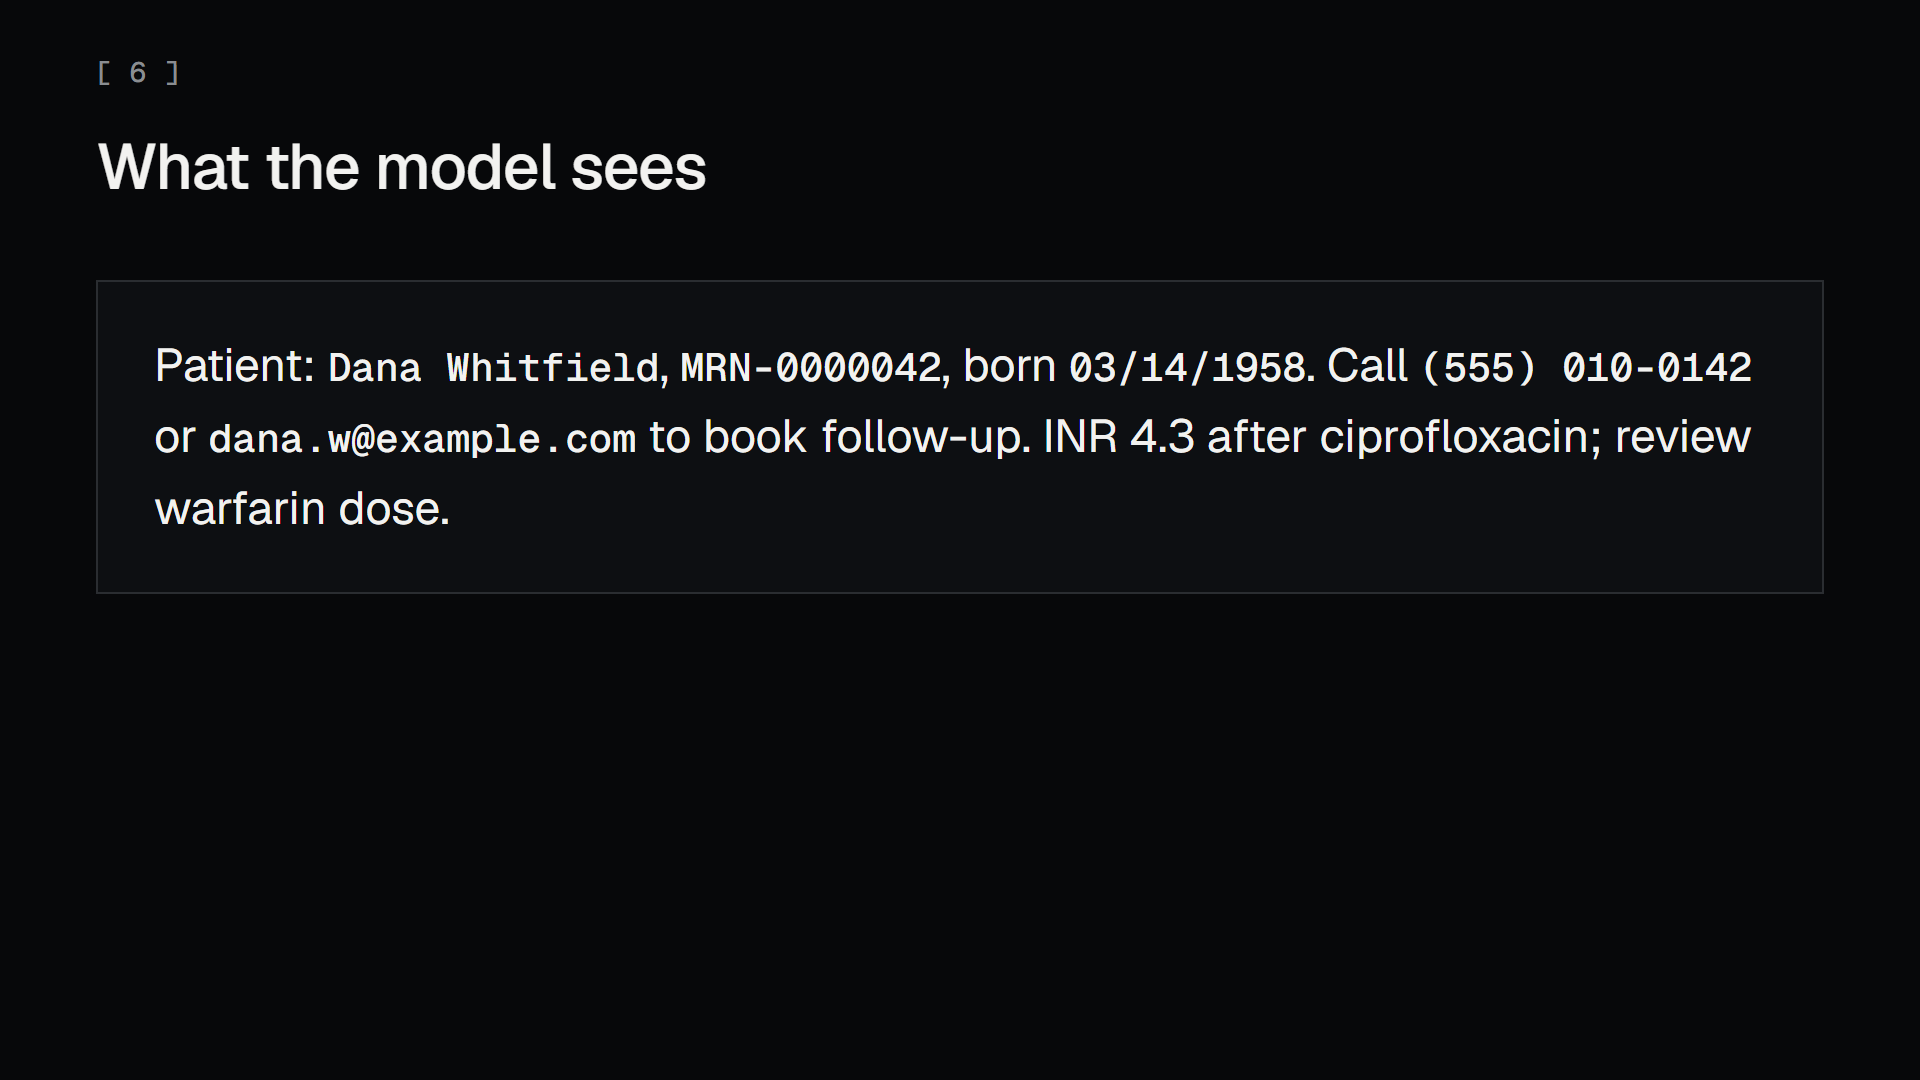 [ 6 ]
What the model sees
Patient: Dana Whitfield, MRN-0000042, born 03/14/1958. Call (555) 010-0142
or dana.w@example.com to book follow-up. INR 4.3 after ciprofloxacin; review
warfarin dose.